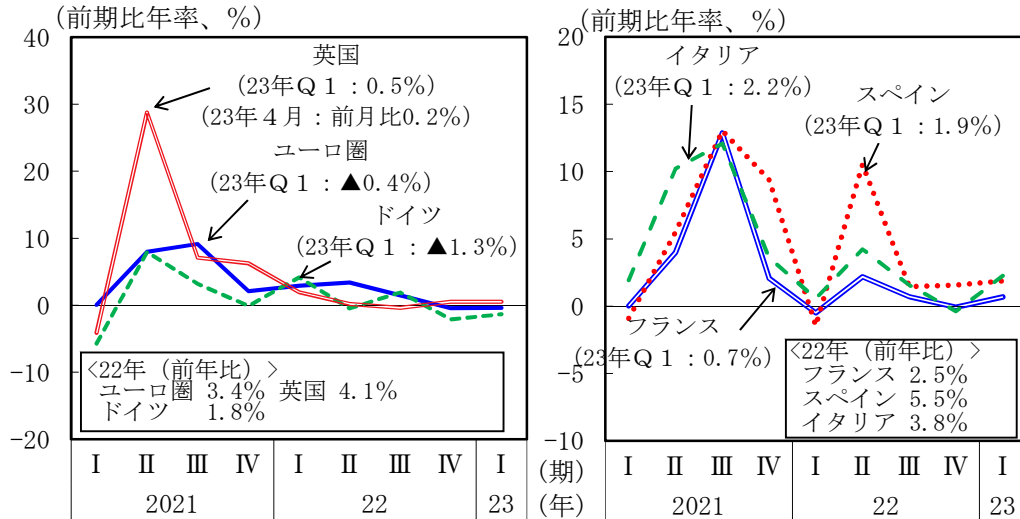 (前期比年率、%)
40
30
20
10
0
−10
−20
英国
(23年Q1:0.5%)
(23年4月:前月比0.2%)
ユーロ圏
(23年Q1:▲0.4%)
ドイツ
(23年Q1:▲1.3%)
<22年(前年比)>
ユーロ圏 3.4% 英国 4.1%
ドイツ 1.8%
Ⅰ Ⅱ Ⅲ Ⅳ Ⅰ Ⅱ Ⅲ Ⅳ Ⅰ (期)
2021 22 23 (年)
(前期比年率、%)
20
15
10
5
0
−5
−10
イタリア
(23年Q1:2.2%)
スペイン
(23年Q1:1.9%)
フランス
(23年Q1:0.7%)
<22年(前年比)>
フランス 2.5%
スペイン 5.5%
イタリア 3.8%
Ⅰ Ⅱ Ⅲ Ⅳ Ⅰ Ⅱ Ⅲ Ⅳ Ⅰ
2021 22 23